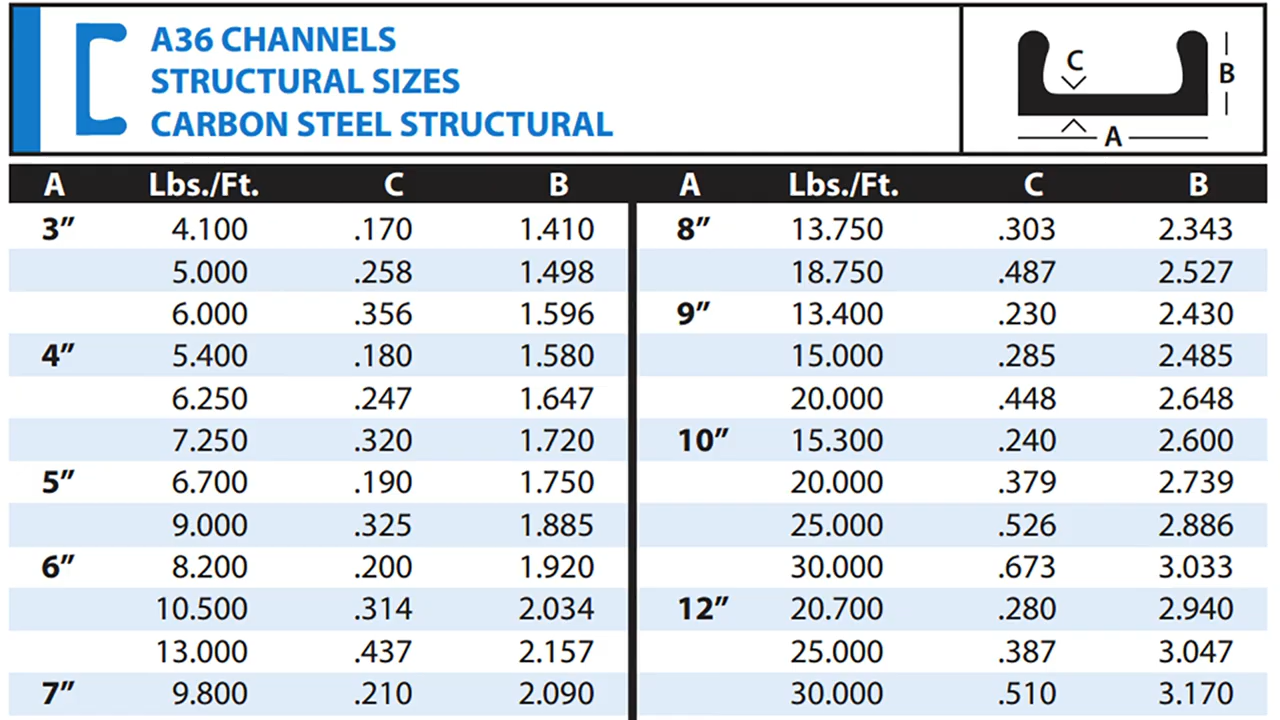 A36 CHANNELS
STRUCTURAL SIZES
CARBON STEEL STRUCTURAL
C
B
A
A Lbs./Ft. C B A Lbs./Ft. C B
3″ 4.100 .170 1.410 8″ 13.750 .303 2.343
5.000 .258 1.498 18.750 .487 2.527
6.000 .356 1.596 9″ 13.400 .230 2.430
4″ 5.400 .180 1.580 15.000 .285 2.485
6.250 .247 1.647 20.000 .448 2.648
7.250 .320 1.720 10″ 15.300 .240 2.600
5″ 6.700 .190 1.750 20.000 .379 2.739
9.000 .325 1.885 25.000 .526 2.886
6″ 8.200 .200 1.920 30.000 .673 3.033
10.500 .314 2.034 12″ 20.700 .280 2.940
13.000 .437 2.157 25.000 .387 3.047
7″ 9.800 .210 2.090 30.000 .510 3.170